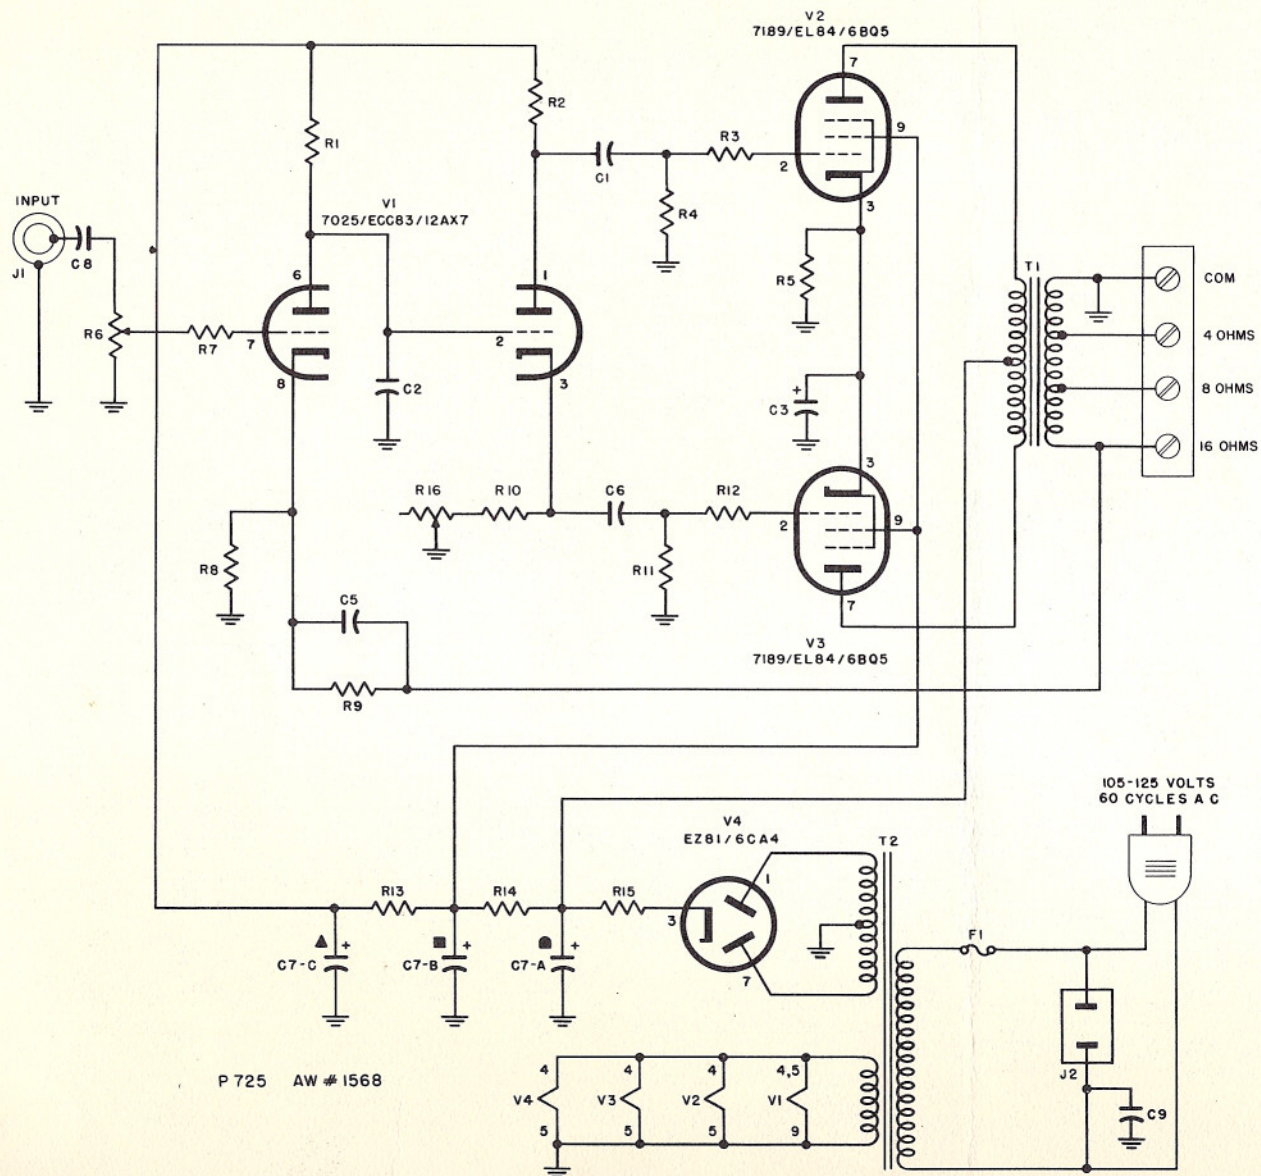 V2
7189/EL84/6BQ5
7
9
2
3
R2
R1
R3
C1
R4
INPUT
J1
C8
V1
7025/ECC83/12AX7
6
1
R5
T1
COM
R6
R7
7
2
4 OHMS
8
C2
3
+
C3
8 OHMS
16 OHMS
3
R16
R10
C6
R12
2
9
R8
R11
7
C5
V3
7189/EL84/6BQ5
R9
105-125 VOLTS
60 CYCLES A C
V4
EZ81/6CA4
T2
1
R13
R14
R15
3
7
F1
+
C7-C
+
C7-B
+
C7-A
J2
C9
P 725 AW # 1568
4
4
4
4,5
V4
V3
V2
V1
5
5
5
9